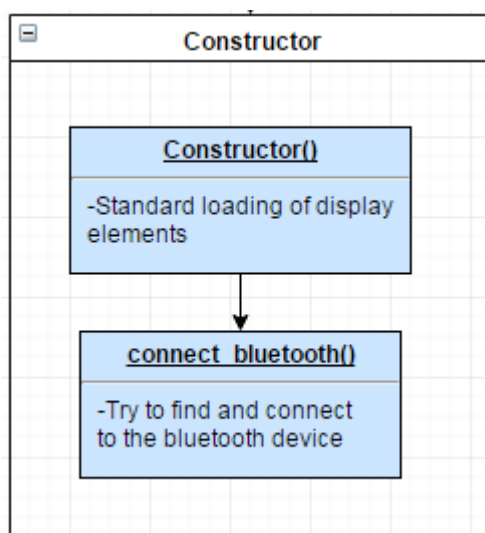 Constructor
Constructor()
-Standard loading of display
elements
connect_bluetooth()
-Try to find and connect
to the bluetooth device